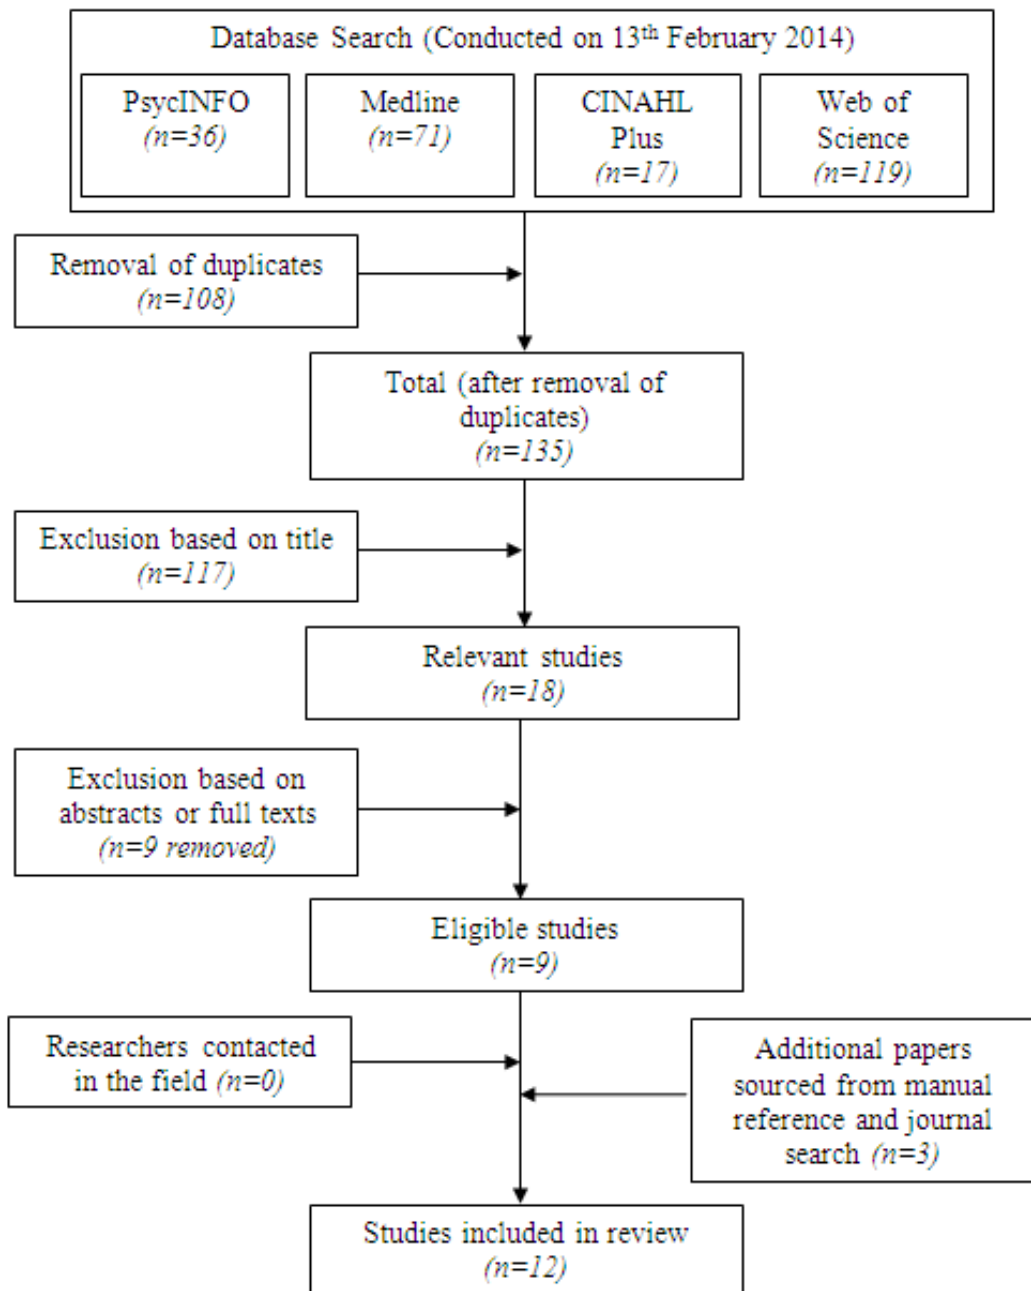 Database Search (Conducted on 13th February 2014)
PsycINFO
(n=36)
Medline
(n=71)
CINAHL
Plus
(n=17)
Web of
Science
(n=119)
Removal of duplicates
(n=108)
Total (after removal of
duplicates)
(n=135)
Exclusion based on title
(n=117)
Relevant studies
(n=18)
Exclusion based on
abstracts or full texts
(n=9 removed)
Eligible studies
(n=9)
Researchers contacted
in the field (n=0)
Additional papers
sourced from manual
reference and journal
search (n=3)
Studies included in review
(n=12)